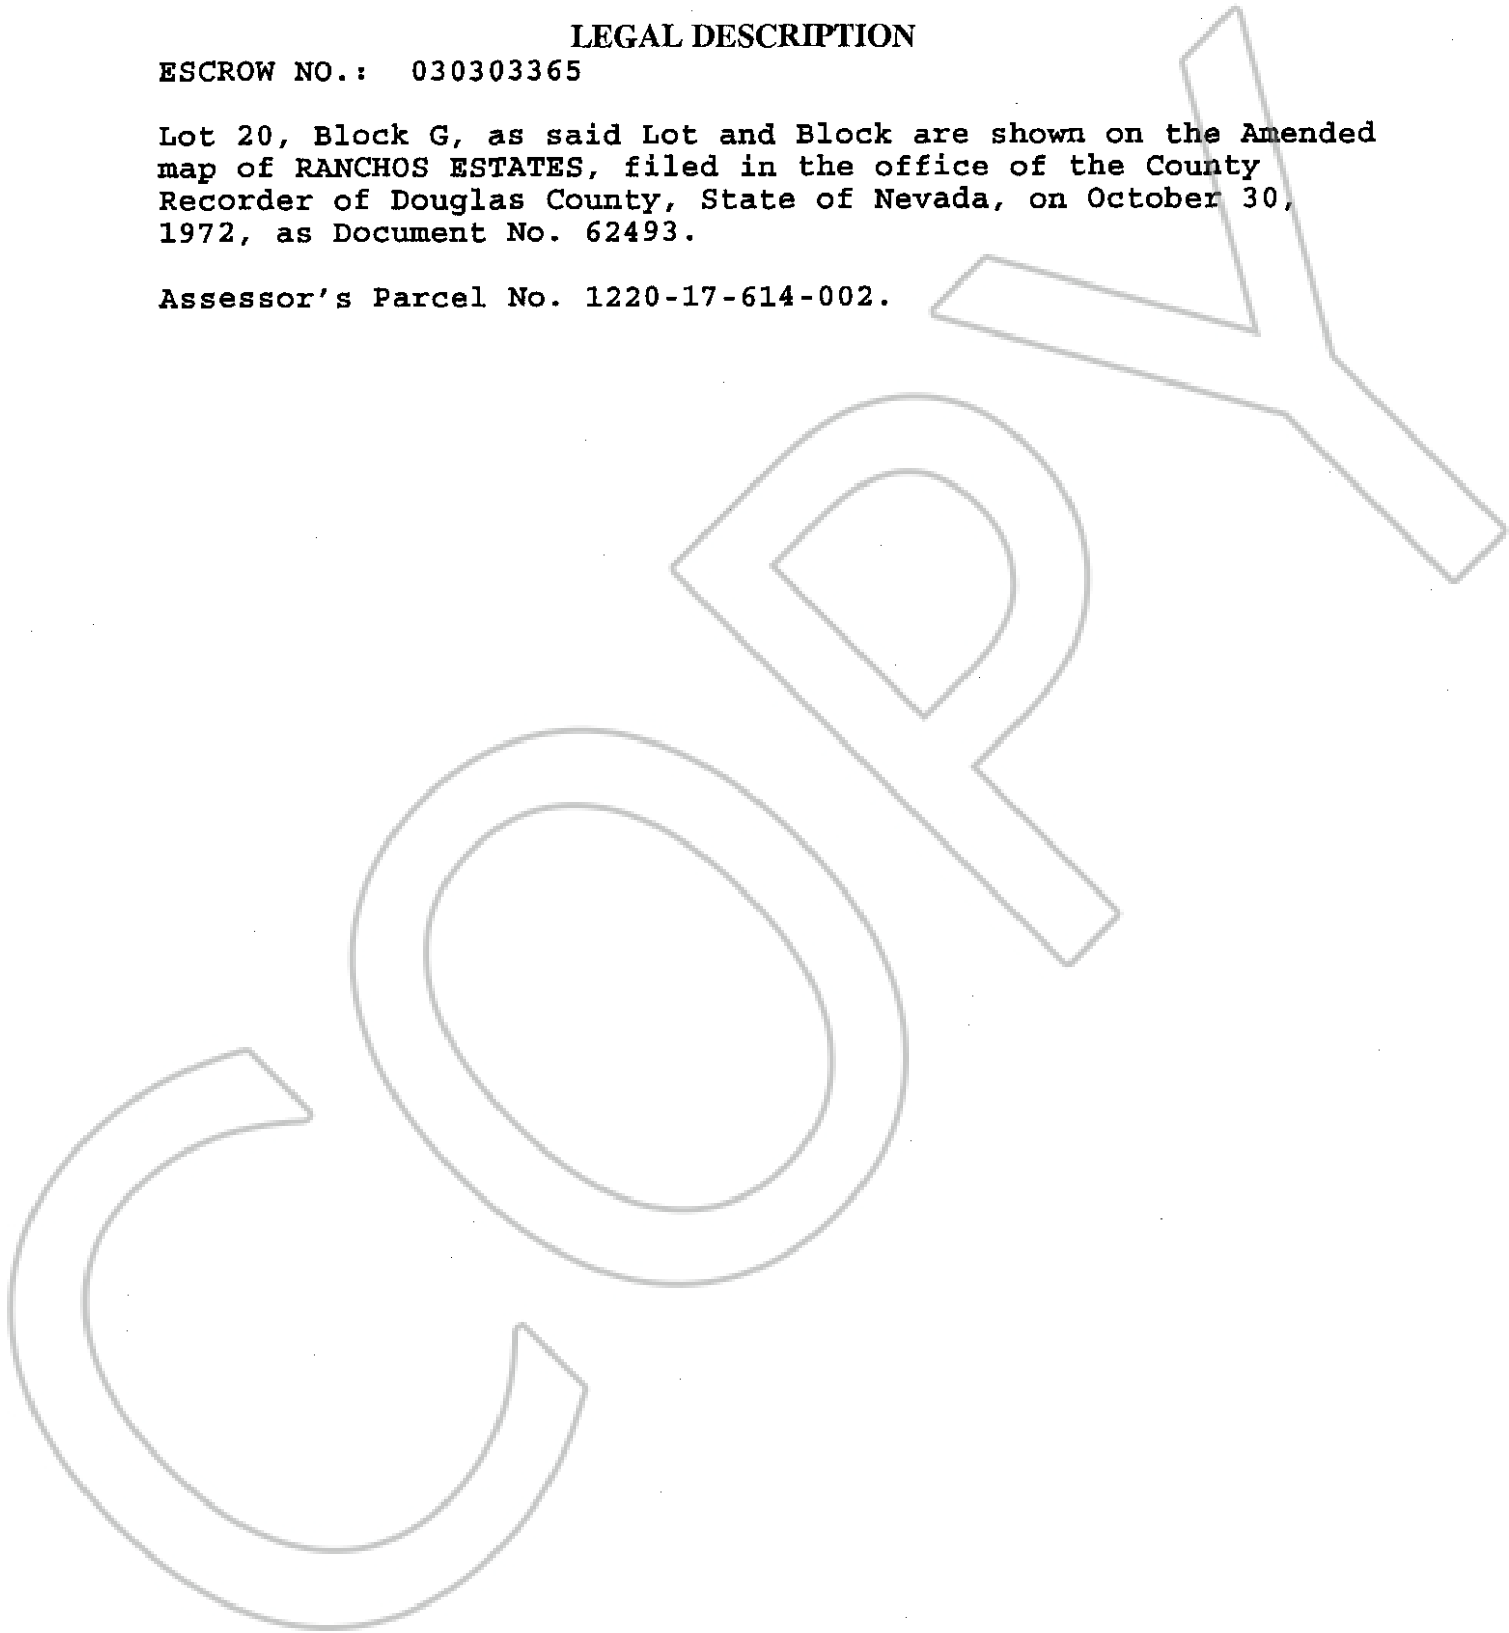 LEGAL DESCRIPTION
ESCROW NO.: 030303365
Lot 20, Block G, as said Lot and Block are shown on the Amended
map of RANCHOS ESTATES, filed in the office of the County
Recorder of Douglas County, State of Nevada, on October 30,
1972, as Document No. 62493.
Assessor's Parcel No. 1220-17-614-002.
COPY